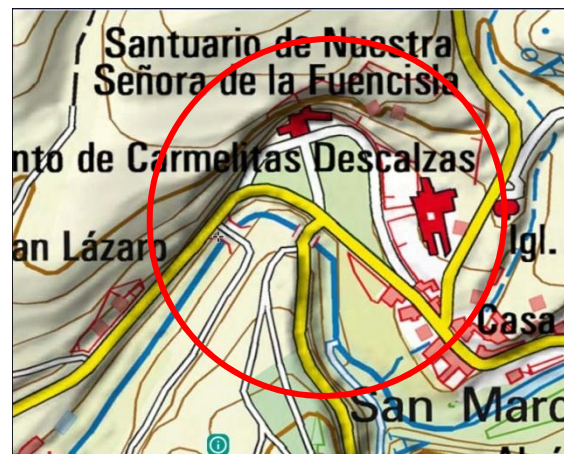 Santuario de Nuestra
Señora de la Fuencisla
nto de Carmelitas Descalzas
an Lázaro
Igl.
Casa
San Marc